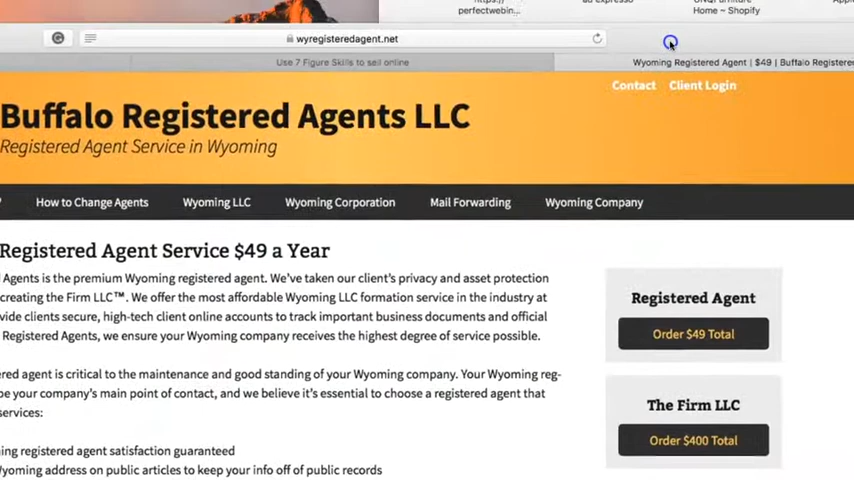 https://
perfectwebin...
ad expresso
Home ~ Shopify
wyregisteredagent.net
Use 7 Figure Skills to sell online
Wyoming Registered Agent | $49 | Buffalo Registere
Contact Client Login
Buffalo Registered Agents LLC
Registered Agent Service in Wyoming
How to Change Agents Wyoming LLC Wyoming Corporation Mail Forwarding Wyoming Company
Registered Agent Service $49 a Year
Agents is the premium Wyoming registered agent. We've taken our client's privacy and asset protection
creating the Firm LLC™. We offer the most affordable Wyoming LLC formation service in the industry at
vide clients secure, high-tech client online accounts to track important business documents and official
Registered Agents, we ensure your Wyoming company receives the highest degree of service possible.
ered agent is critical to the maintenance and good standing of your Wyoming company. Your Wyoming reg-
be your company's main point of contact, and we believe it's essential to choose a registered agent that
services:
ning registered agent satisfaction guaranteed
Wyoming address on public articles to keep your info off of public records
Registered Agent
Order $49 Total
The Firm LLC
Order $400 Total